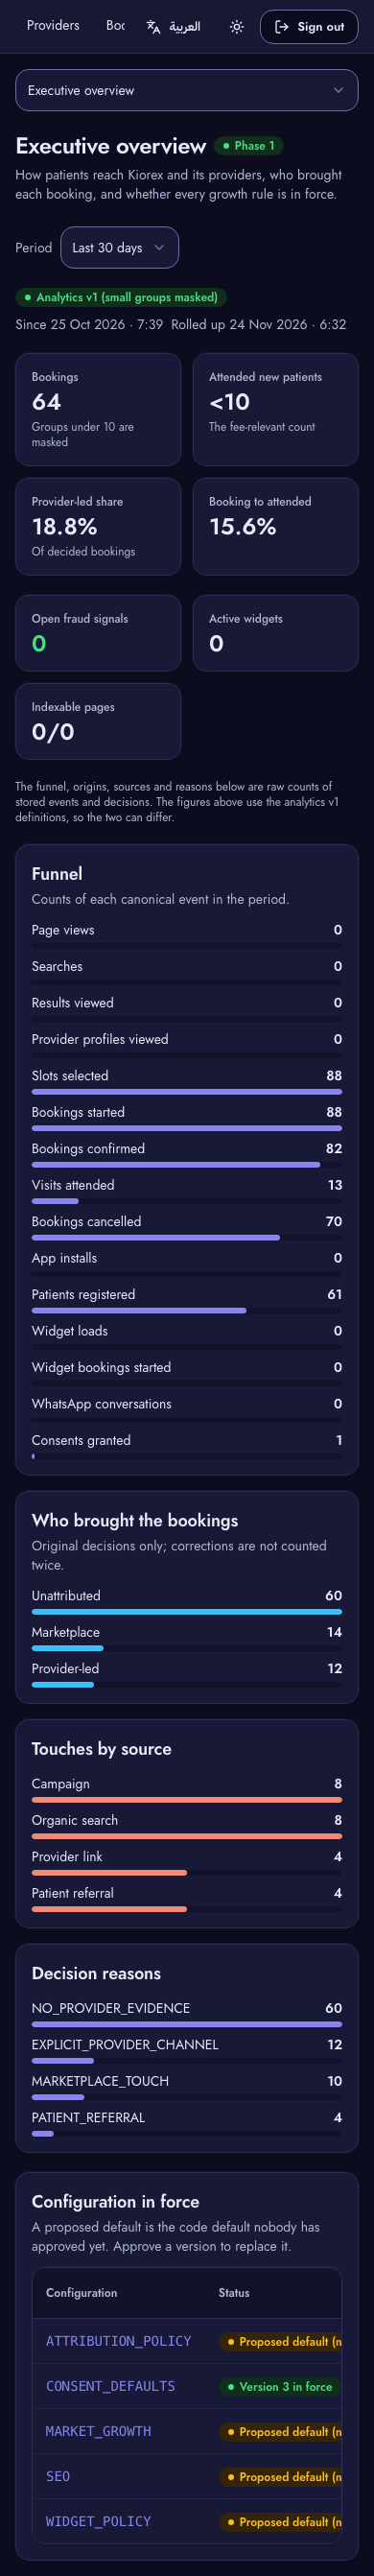 Providers
العربية
Sign out
Executive overview
Executive overview
Phase 1
How patients reach Kiorex and its providers, who brought
each booking, and whether every growth rule is in force.
Period
Last 30 days
Analytics v1 (small groups masked)
Since 25 Oct 2026 · 7:39 Rolled up 24 Nov 2026 · 6:32
Bookings
64
Groups under 10 are
masked
Attended new patients
<10
The fee-relevant count
Provider-led share
18.8%
Of decided bookings
Booking to attended
15.6%
Open fraud signals
0
Active widgets
0
Indexable pages
0/0
The funnel, origins, sources and reasons below are raw counts of
stored events and decisions. The figures above use the analytics v1
definitions, so the two can differ.
Funnel
Counts of each canonical event in the period.
Page views 0
Searches 0
Results viewed 0
Provider profiles viewed 0
Slots selected 88
Bookings started 88
Bookings confirmed 82
Visits attended 13
Bookings cancelled 70
App installs 0
Patients registered 61
Widget loads 0
Widget bookings started 0
WhatsApp conversations 0
Consents granted 1
Who brought the bookings
Original decisions only; corrections are not counted
twice.
Unattributed 60
Marketplace 14
Provider-led 12
Touches by source
Campaign 8
Organic search 8
Provider link 4
Patient referral 4
Decision reasons
NO_PROVIDER_EVIDENCE 60
EXPLICIT_PROVIDER_CHANNEL 12
MARKETPLACE_TOUCH 10
PATIENT_REFERRAL 4
Configuration in force
A proposed default is the code default nobody has
approved yet. Approve a version to replace it.
Configuration Status
ATTRIBUTION_POLICY Proposed default (n
CONSENT_DEFAULTS Version 3 in force
MARKET_GROWTH Proposed default (n
SEO Proposed default (n
WIDGET_POLICY Proposed default (n